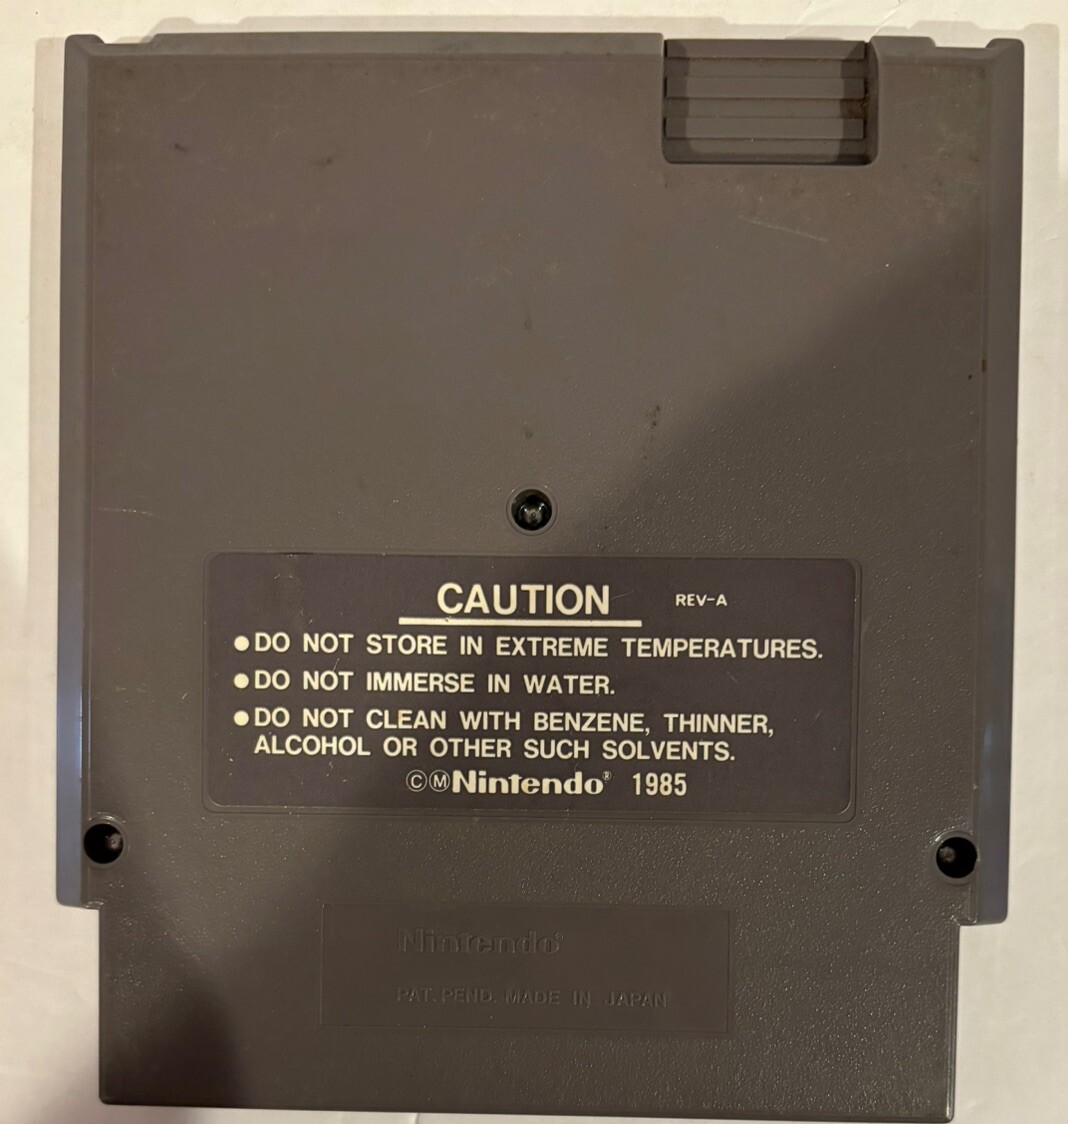 CAUTION REV-A
●DO NOT STORE IN EXTREME TEMPERATURES.
●DO NOT IMMERSE IN WATER.
●DO NOT CLEAN WITH BENZENE, THINNER,
ALCOHOL OR OTHER SUCH SOLVENTS.
ⒸⓂNintendo® 1985
Nintendo®
PAT. PEND. MADE IN JAPAN